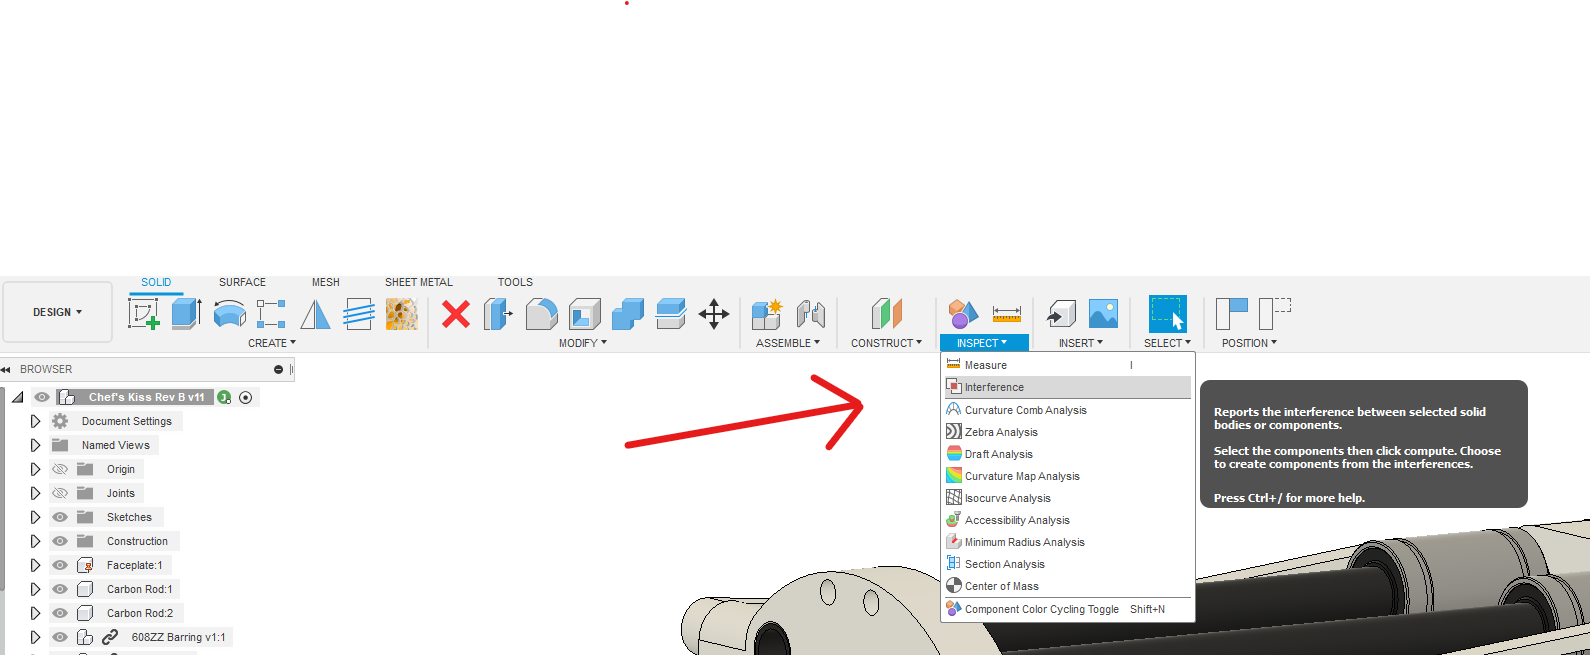 SOLID
SURFACE
MESH
SHEET METAL
TOOLS
DESIGN
CREATE
MODIFY
ASSEMBLE
CONSTRUCT
INSPECT
INSERT
SELECT
POSITION
BROWSER
Chef's Kiss Rev B v11
Document Settings
Named Views
Origin
Joints
Sketches
Construction
Faceplate:1
Carbon Rod:1
Carbon Rod:2
608ZZ Barring v1:1
Measure I
Interference
Curvature Comb Analysis
Zebra Analysis
Draft Analysis
Curvature Map Analysis
Isocurve Analysis
Accessibility Analysis
Minimum Radius Analysis
Section Analysis
Center of Mass
Component Color Cycling Toggle Shift+N
Reports the interference between selected solid
bodies or components.
Select the components then click compute. Choose
to create components from the interferences.
Press Ctrl+/ for more help.